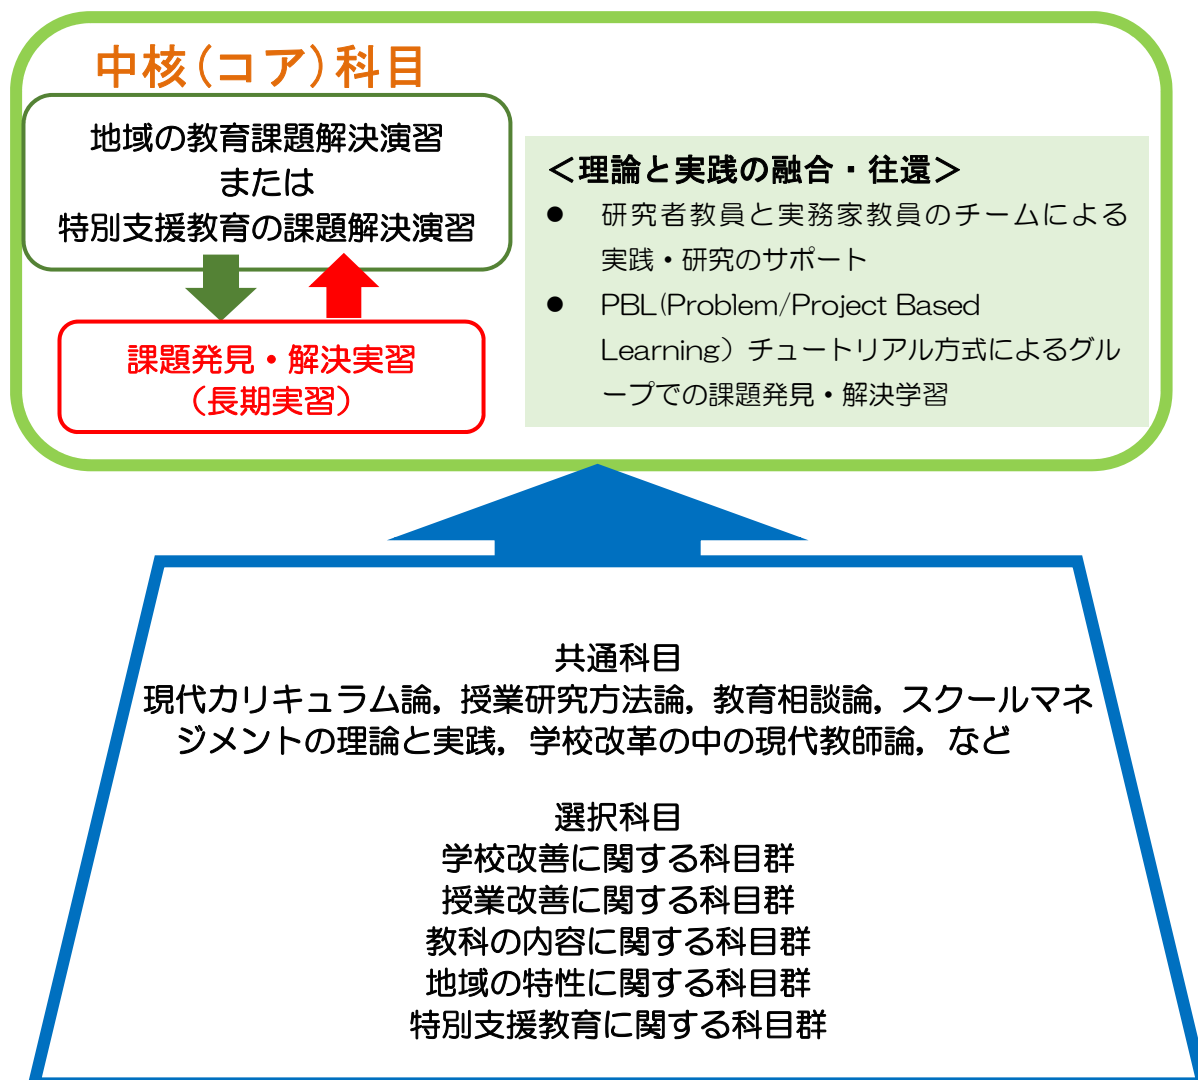 中核(コア)科目
地域の教育課題解決演習
または
特別支援教育の課題解決演習
課題発見・解決実習
(長期実習)
<理論と実践の融合・往還>
● 研究者教員と実務家教員のチームによる
実践・研究のサポート
● PBL(Problem/Project Based
Learning)チュートリアル方式によるグル
ープでの課題発見・解決学習
共通科目
現代カリキュラム論，授業研究方法論，教育相談論，スクールマネ
ジメントの理論と実践，学校改革の中の現代教師論，など
選択科目
学校改善に関する科目群
授業改善に関する科目群
教科の内容に関する科目群
地域の特性に関する科目群
特別支援教育に関する科目群